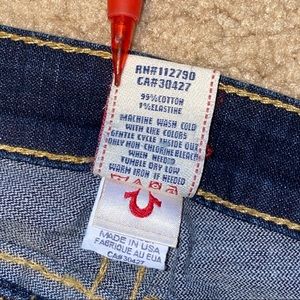 RN#112790
CA#30427
99%COTTON
1%ELASTINE
MACHINE WASH COLD
WITH LIKE COLORS
GENTLE CYCLE INSIDE OUT
ONLY NON-CHLORINE BLEACH
WHEN NEEDED
TUMBLE DRY LOW
WARM IRON IF NEEDED
MADE IN USA
FABRIQUE AU EUA
CA#30427